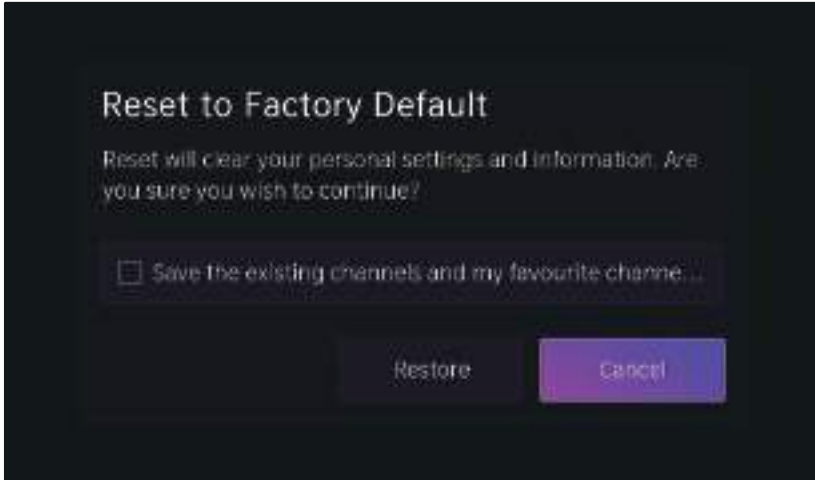 Reset to Factory Default
Reset will clear your personal settings and information. Are
you sure you wish to continue?
Save the existing channels and my favourite channe...
Restore
Cancel